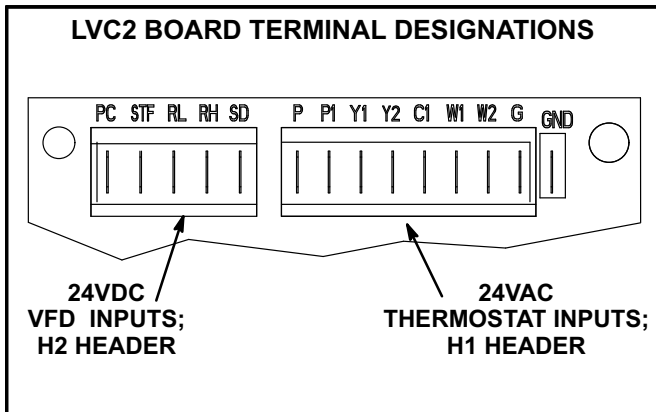 LVC2 BOARD TERMINAL DESIGNATIONS
PC STF RL RH SD P P1 Y1 Y2 C1 W1 W2 G GND
24VDC
VFD INPUTS;
H2 HEADER
24VAC
THERMOSTAT INPUTS;
H1 HEADER